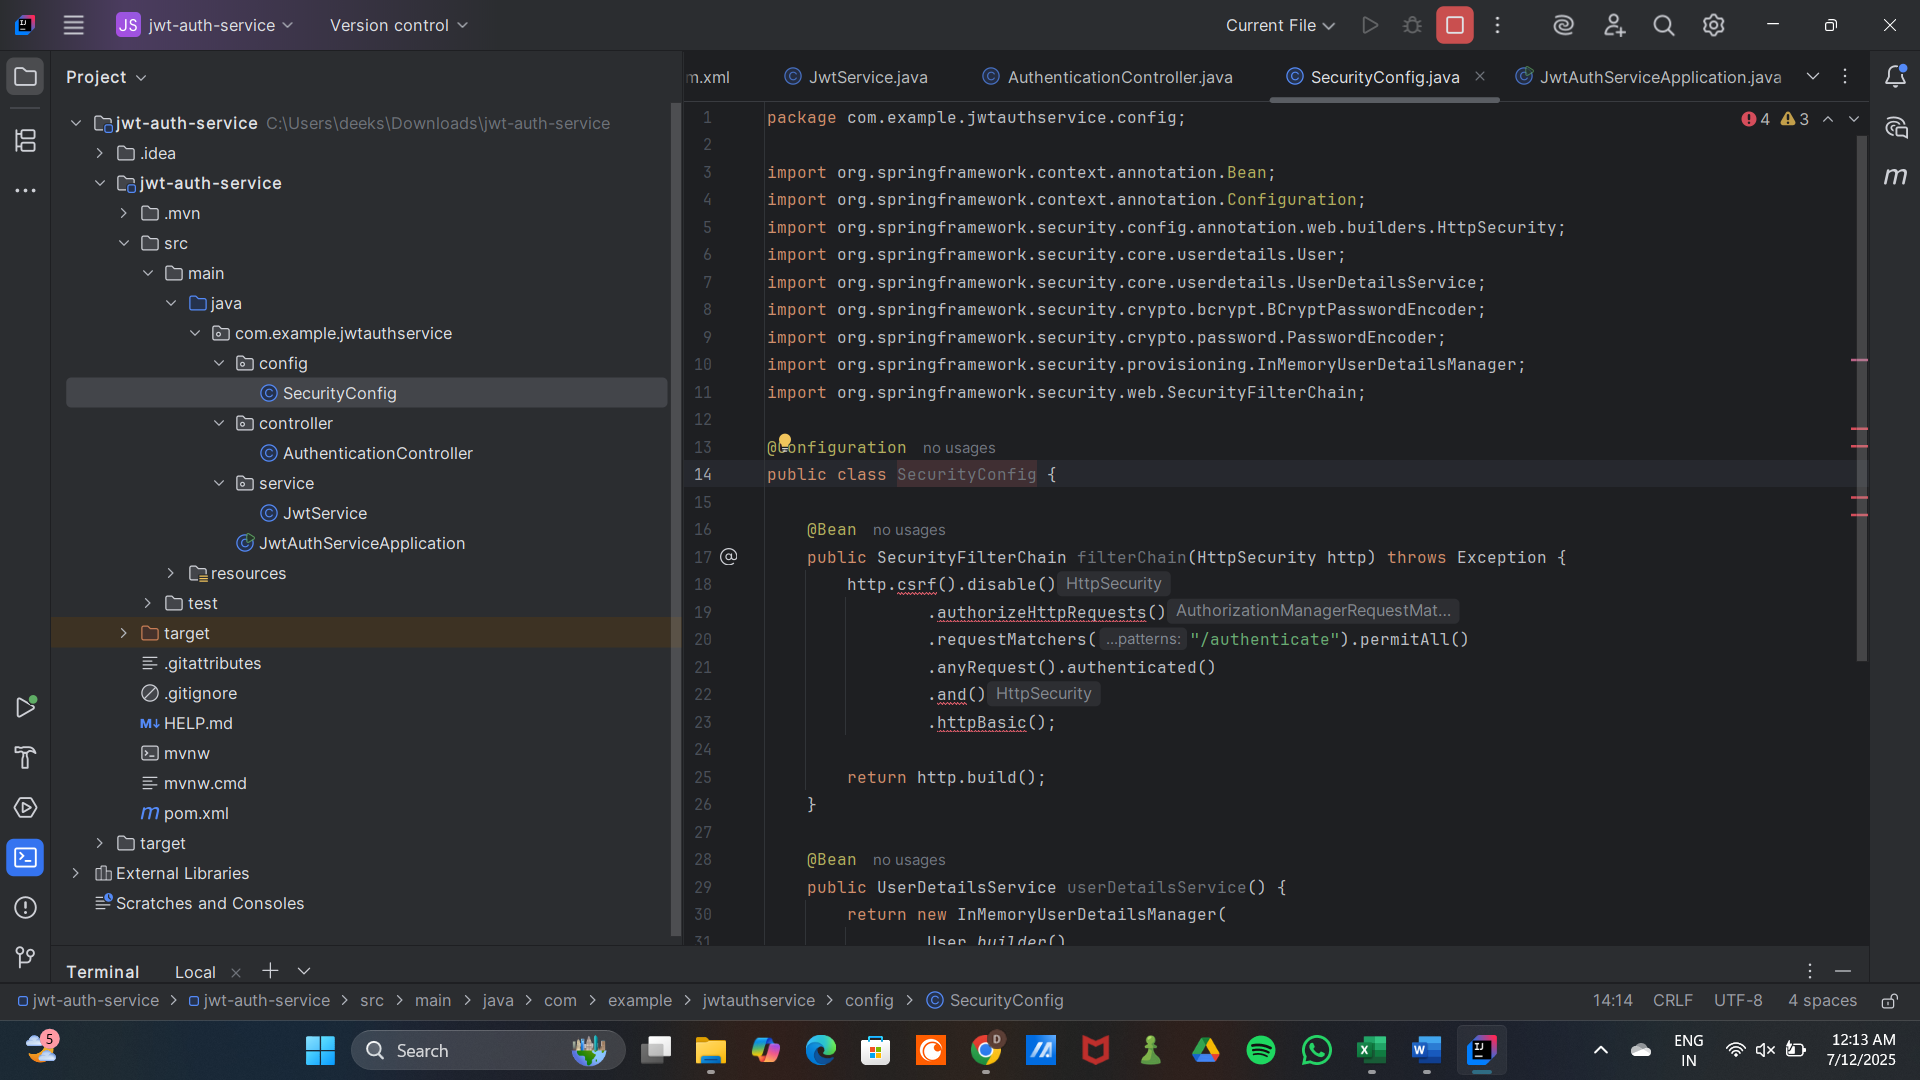 JS jwt-auth-service Version control Current File
Project
m.xml JwtService.java AuthenticationController.java SecurityConfig.java JwtAuthServiceApplication.java
jwt-auth-service C:\Users\deeks\Downloads\jwt-auth-service
.idea
jwt-auth-service
.mvn
src
main
java
com.example.jwtauthservice
config
SecurityConfig
controller
AuthenticationController
service
JwtService
JwtAuthServiceApplication
resources
test
target
.gitattributes
.gitignore
M↓ HELP.md
mvnw
mvnw.cmd
m pom.xml
target
External Libraries
Scratches and Consoles
4 3
1 package com.example.jwtauthservice.config;
2
3 import org.springframework.context.annotation.Bean;
4 import org.springframework.context.annotation.Configuration;
5 import org.springframework.security.config.annotation.web.builders.HttpSecurity;
6 import org.springframework.security.core.userdetails.User;
7 import org.springframework.security.core.userdetails.UserDetailsService;
8 import org.springframework.security.crypto.bcrypt.BCryptPasswordEncoder;
9 import org.springframework.security.crypto.password.PasswordEncoder;
10 import org.springframework.security.provisioning.InMemoryUserDetailsManager;
11 import org.springframework.security.web.SecurityFilterChain;
12
13 @Configuration no usages
14 public class SecurityConfig {
15
16 @Bean no usages
17 public SecurityFilterChain filterChain(HttpSecurity http) throws Exception {
18 http.csrf().disable() HttpSecurity
19 .authorizeHttpRequests() AuthorizationManagerRequestMat...
20 .requestMatchers( ...patterns: "/authenticate").permitAll()
21 .anyRequest().authenticated()
22 .and() HttpSecurity
23 .httpBasic();
24
25 return http.build();
26 }
27
28 @Bean no usages
29 public UserDetailsService userDetailsService() {
30 return new InMemoryUserDetailsManager(
31 User.builder()
Terminal Local
jwt-auth-service > jwt-auth-service > src > main > java > com > example > jwtauthservice > config > SecurityConfig 14:14 CRLF UTF-8 4 spaces
5 Search ENG IN 12:13 AM 7/12/2025